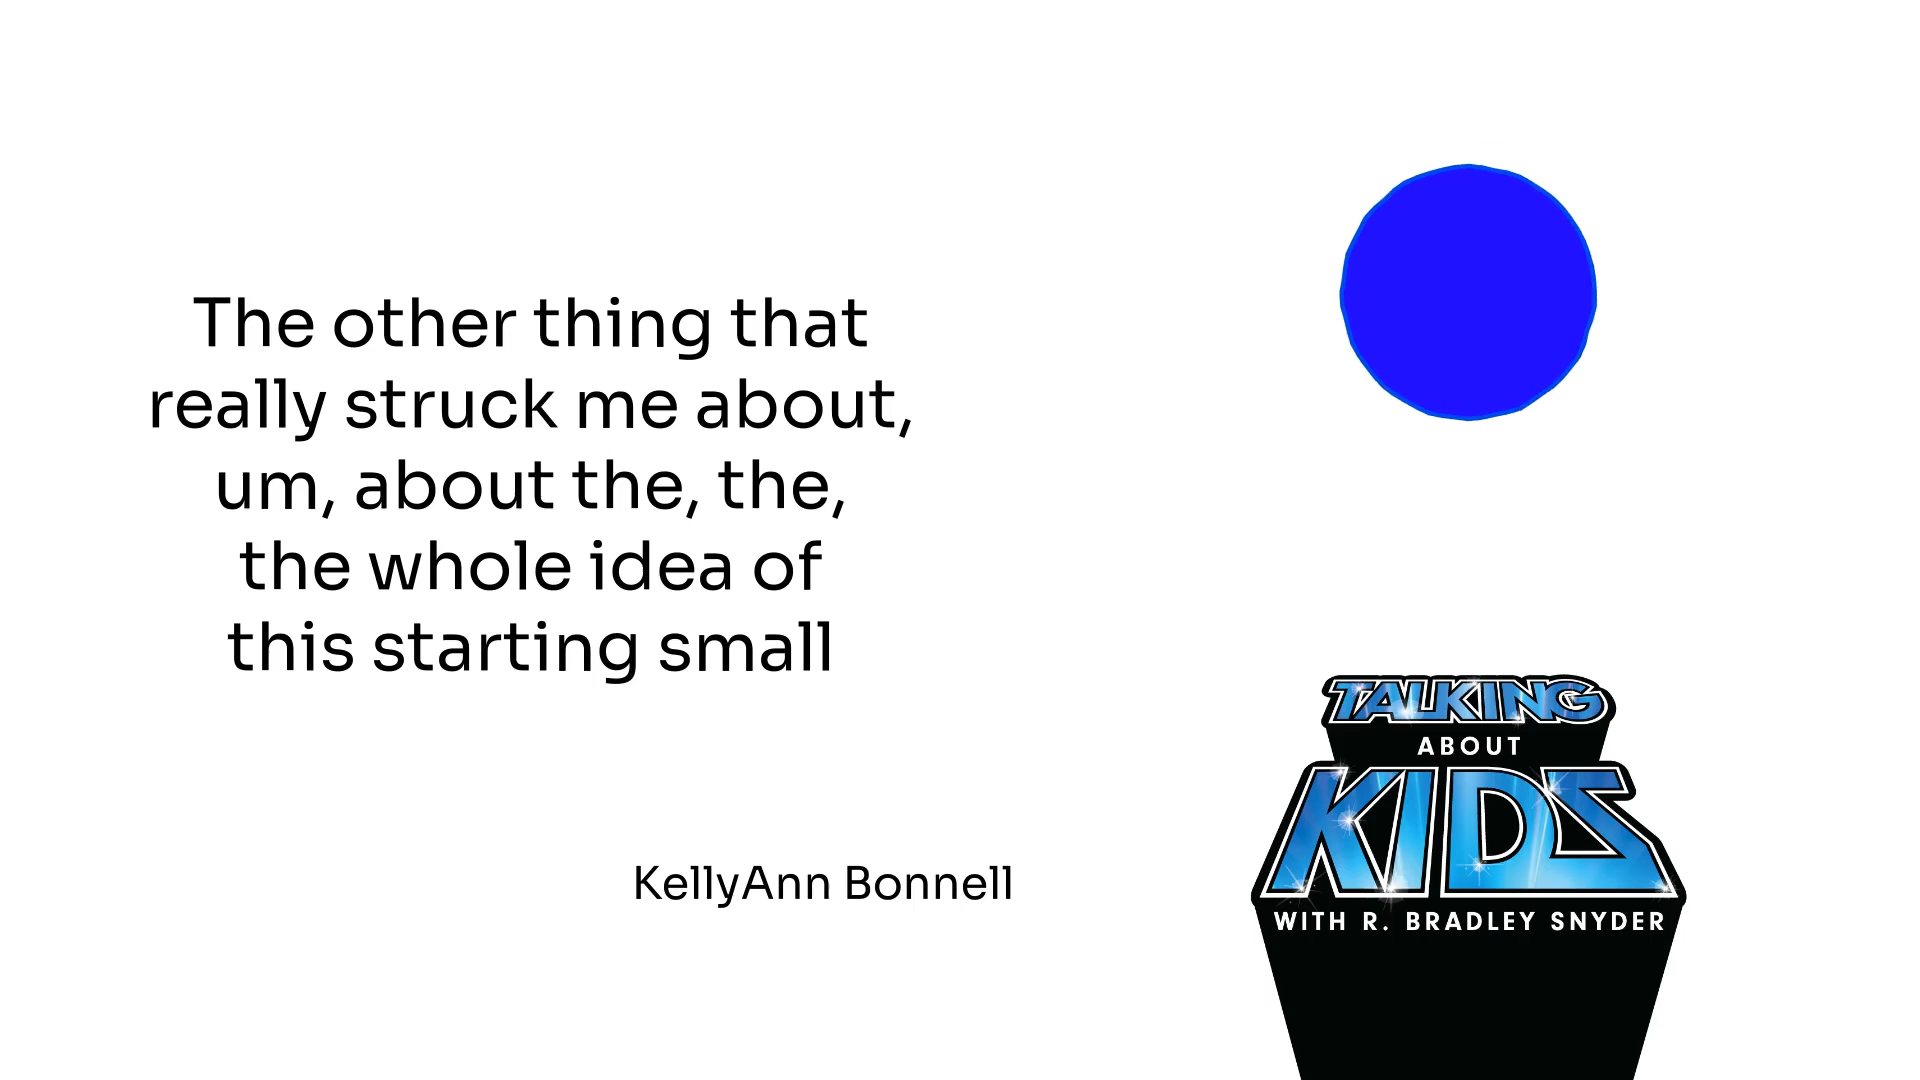 The other thing that
really struck me about,
um, about the, the,
the whole idea of
this starting small
KellyAnn Bonnell
TALKING
ABOUT
KIDS
WITH R. BRADLEY SNYDER